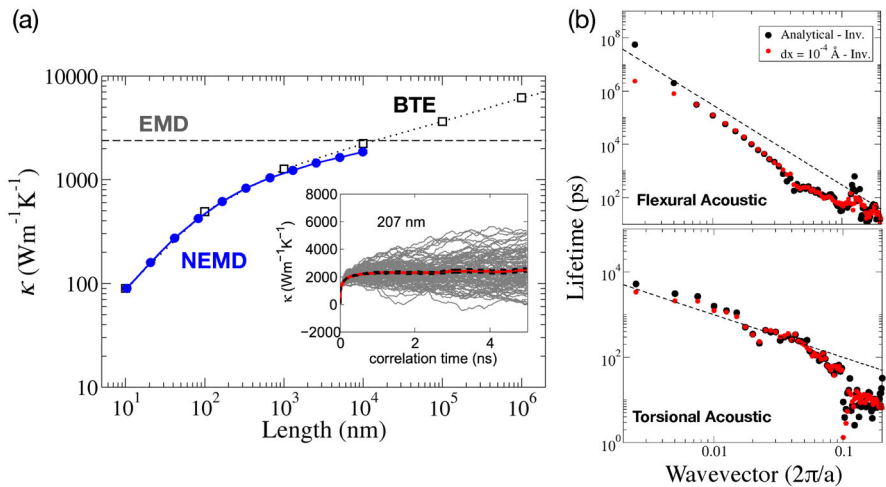 (a)
10000
1000
100
10
κ (Wm⁻¹K⁻¹)
EMD
BTE
NEMD
8000
6000
4000
2000
0
−2000
κ (Wm⁻¹K⁻¹)
207 nm
0 2 4
correlation time (ns)
10¹ 10² 10³ 10⁴ 10⁵ 10⁶
Length (nm)
(b)
Analytical - Inv.
dx = 10⁻⁴ Å - Inv.
10⁸
10⁶
10⁴
10²
Flexural Acoustic
Lifetime (ps)
10⁴
10²
10⁰
Torsional Acoustic
0.01 0.1
Wavevector (2π/a)